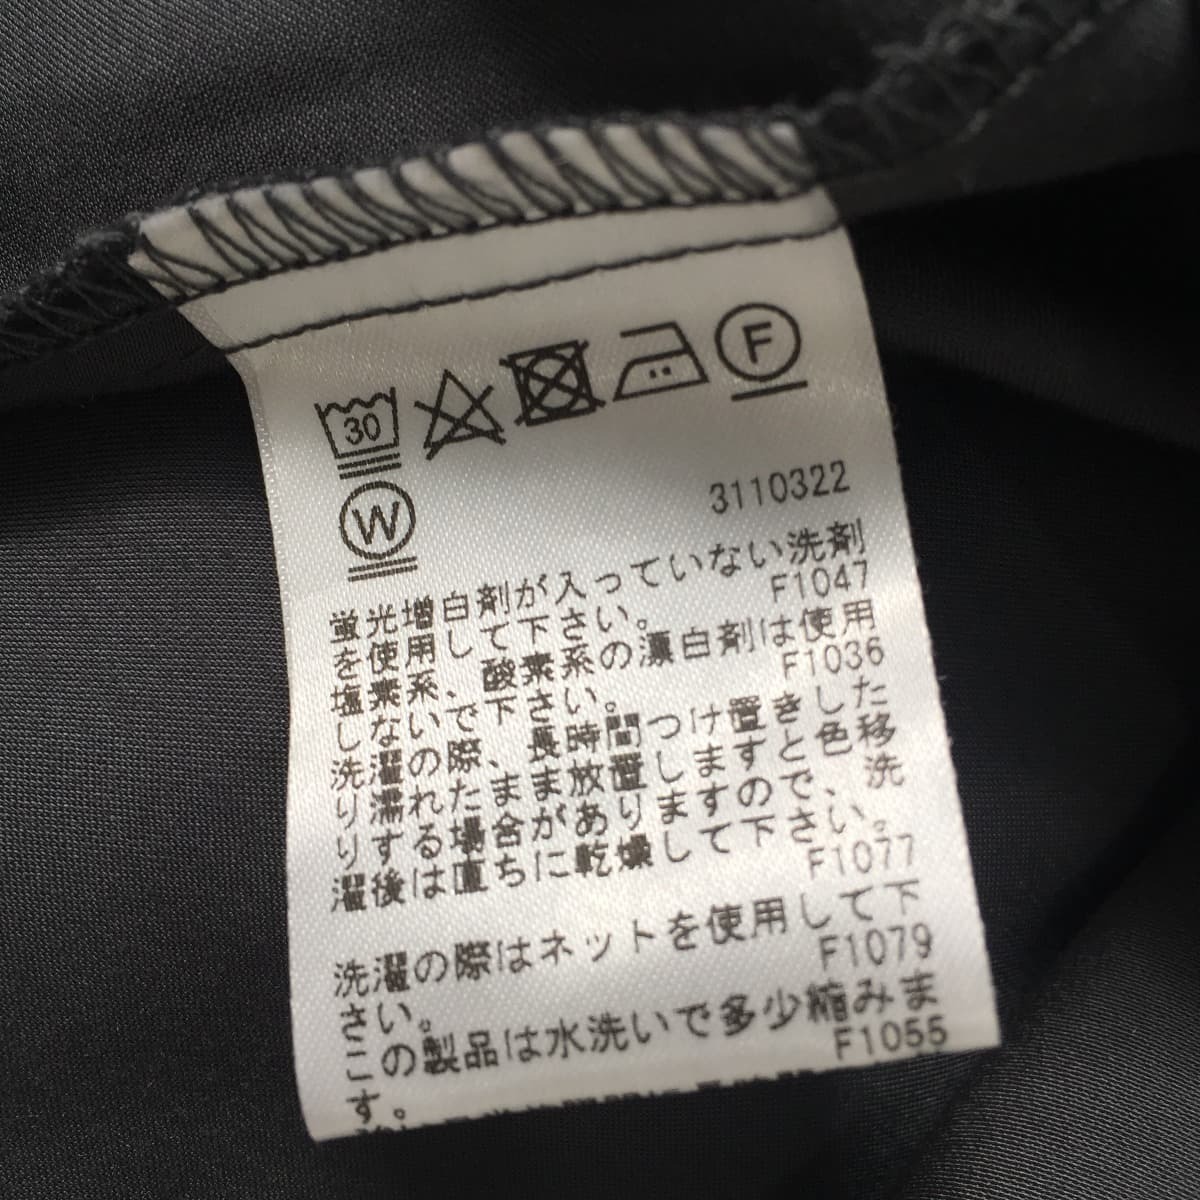 30
F
W
3110322
蛍光増白剤が入っていない洗剤
を使用して下さい。
F1047
塩素系、酸素系の漂白剤は使用
しないで下さい。
F1036
洗濯の際、長時間つけ置きした
り濡れたまま放置しますと色移
りする場合がありますので、洗
濯後は直ちに乾燥して下さい。
F1077
洗濯の際はネットを使用して下
さい。
F1079
この製品は水洗いで多少縮みま
す。
F1055